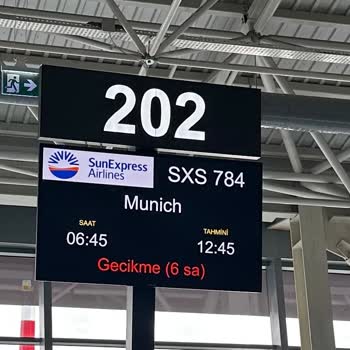 202
SunExpress
Airlines
SXS 784
Munich
SAAT
TAHMİNİ
06:45
12:45
Gecikme (6 sa)